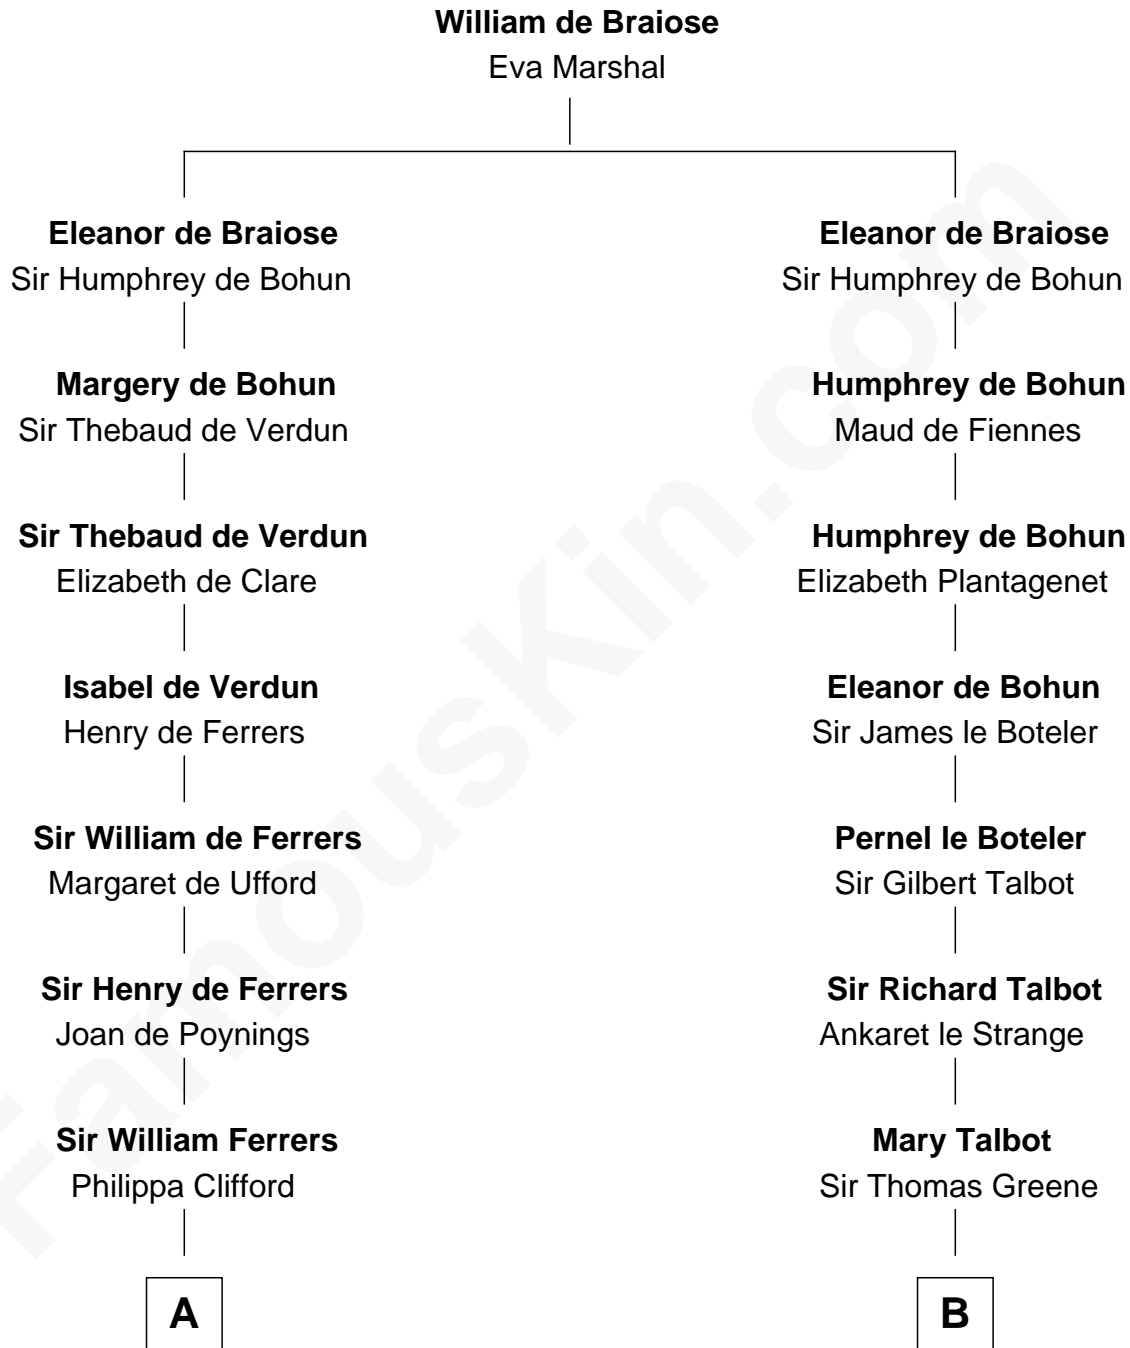 William de Braiose
Eva Marshal
Eleanor de Braiose
Sir Humphrey de Bohun
Margery de Bohun
Sir Thebaud de Verdun
Sir Thebaud de Verdun
Elizabeth de Clare
Isabel de Verdun
Henry de Ferrers
Sir William de Ferrers
Margaret de Ufford
Sir Henry de Ferrers
Joan de Poynings
Sir William Ferrers
Philippa Clifford
A
Eleanor de Braiose
Sir Humphrey de Bohun
Humphrey de Bohun
Maud de Fiennes
Humphrey de Bohun
Elizabeth Plantagenet
Eleanor de Bohun
Sir James le Boteler
Pernel le Boteler
Sir Gilbert Talbot
Sir Richard Talbot
Ankaret le Strange
Mary Talbot
Sir Thomas Greene
B
FamousKin.com